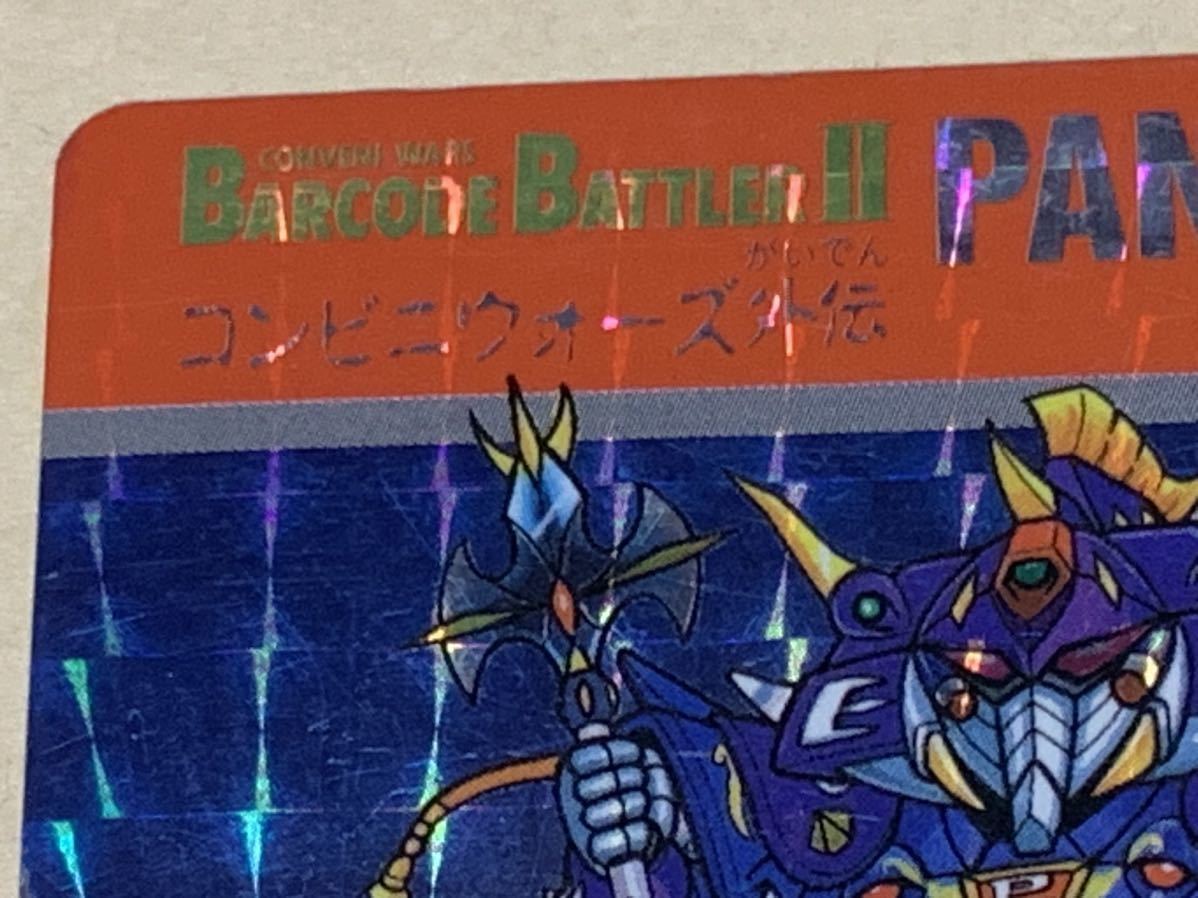 CONVENI WARS
BARCODE BATTLER II
PAN
がいでん
コンビニウォーズ外伝
P